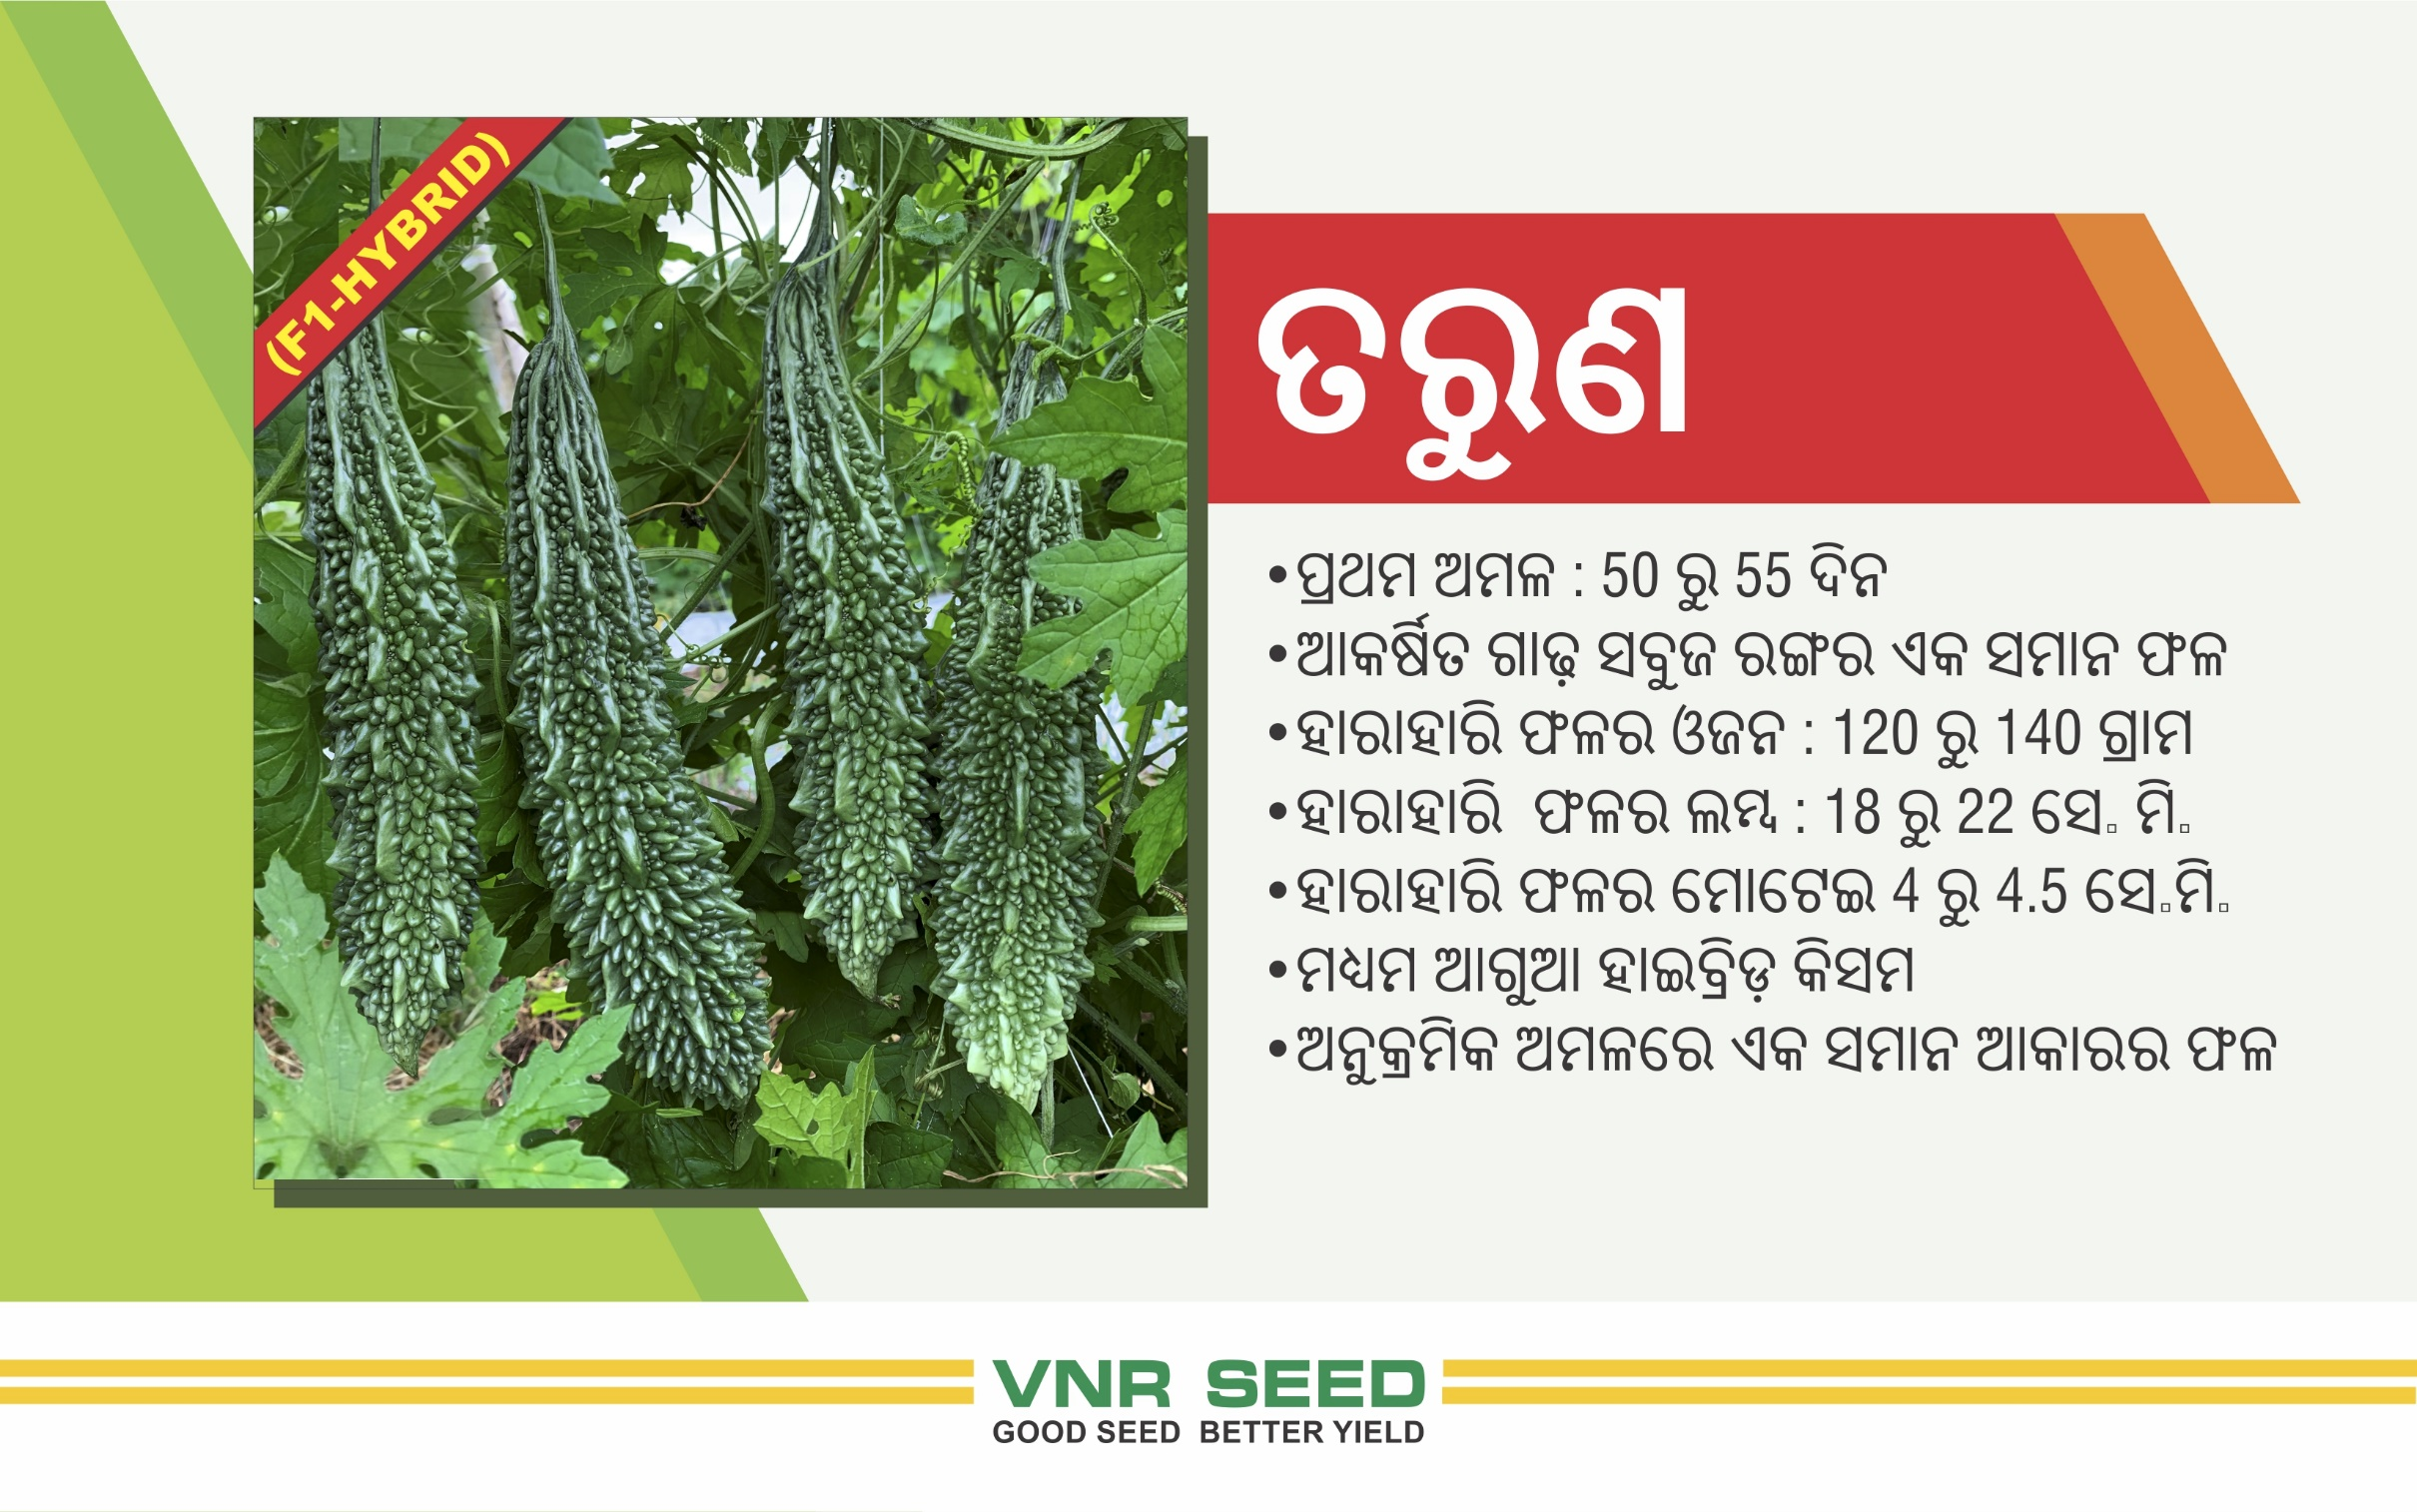 (F1-HYBRID)
ତରୁଣ
•ପ୍ରଥମ ଅମଳ : 50 ରୁ 55 ଦିନ
•ଆକର୍ଷିତ ଗାଢ଼ ସବୁଜ ରଙ୍ଗର ଏକ ସମାନ ଫଳ
•ହାରାହାରି ଫଳର ଓଜନ : 120 ରୁ 140 ଗ୍ରାମ
•ହାରାହାରି ଫଳର ଲମ୍ଵ : 18 ରୁ 22 ସେ. ମି.
•ହାରାହାରି ଫଳର ମୋଟେଇ 4 ରୁ 4.5 ସେ.ମି.
•ମଧ୍ୟମ ଆଗୁଆ ହାଇବ୍ରିଡ଼ କିସମ
•ଅନୁକ୍ରମିକ ଅମଳରେ ଏକ ସମାନ ଆକାରର ଫଳ
VNR SEED
GOOD SEED BETTER YIELD